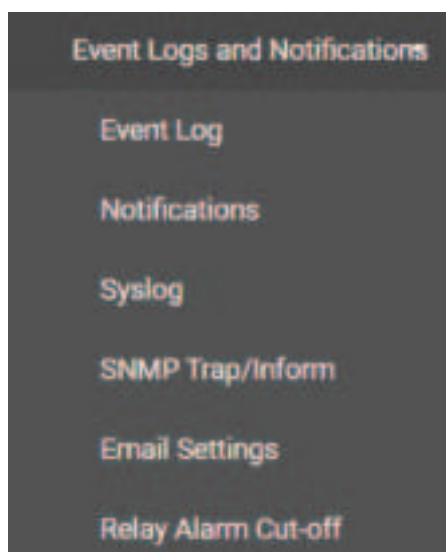 Event Logs and Notifications
Event Log
Notifications
Syslog
SNMP Trap/Inform
Email Settings
Relay Alarm Cut-off